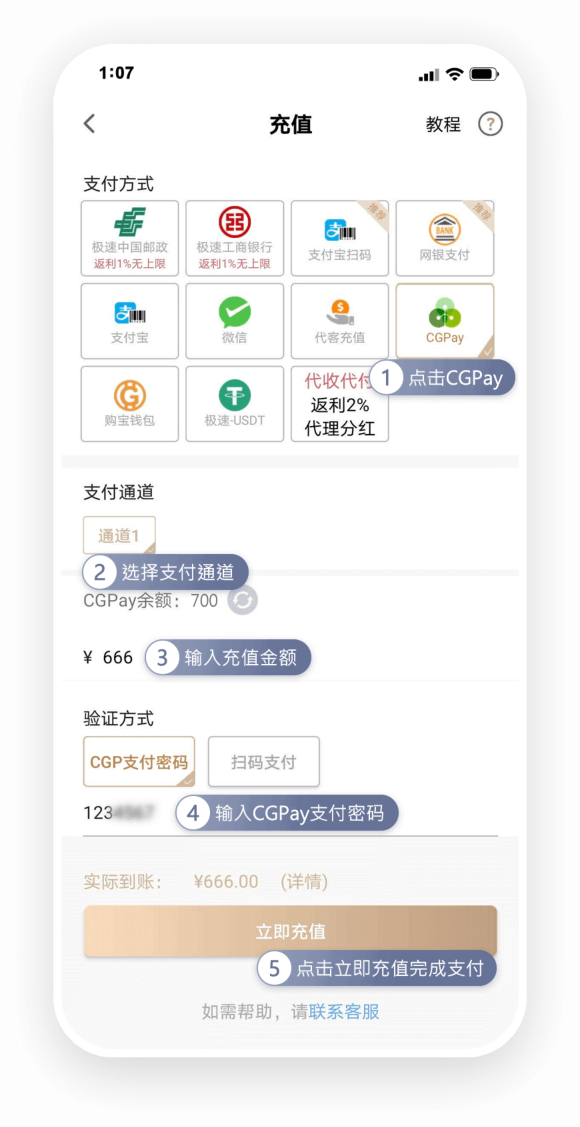 1:07
充值
教程
?
支付方式
极速中国邮政
返利1%无上限
极速工商银行
返利1%无上限
推荐
支付宝扫码
推荐
BANK
网银支付
支付宝
微信
代客充值
CGPay
1 点击CGPay
购宝钱包
极速-USDT
代收代付
返利2%
代理分红
支付通道
通道1
2 选择支付通道
CGPay余额: 700
¥ 666
3 输入充值金额
验证方式
CGP支付密码
扫码支付
123
4 输入CGPay支付密码
实际到账: ¥666.00 (详情)
立即充值
5 点击立即充值完成支付
如需帮助，请联系客服